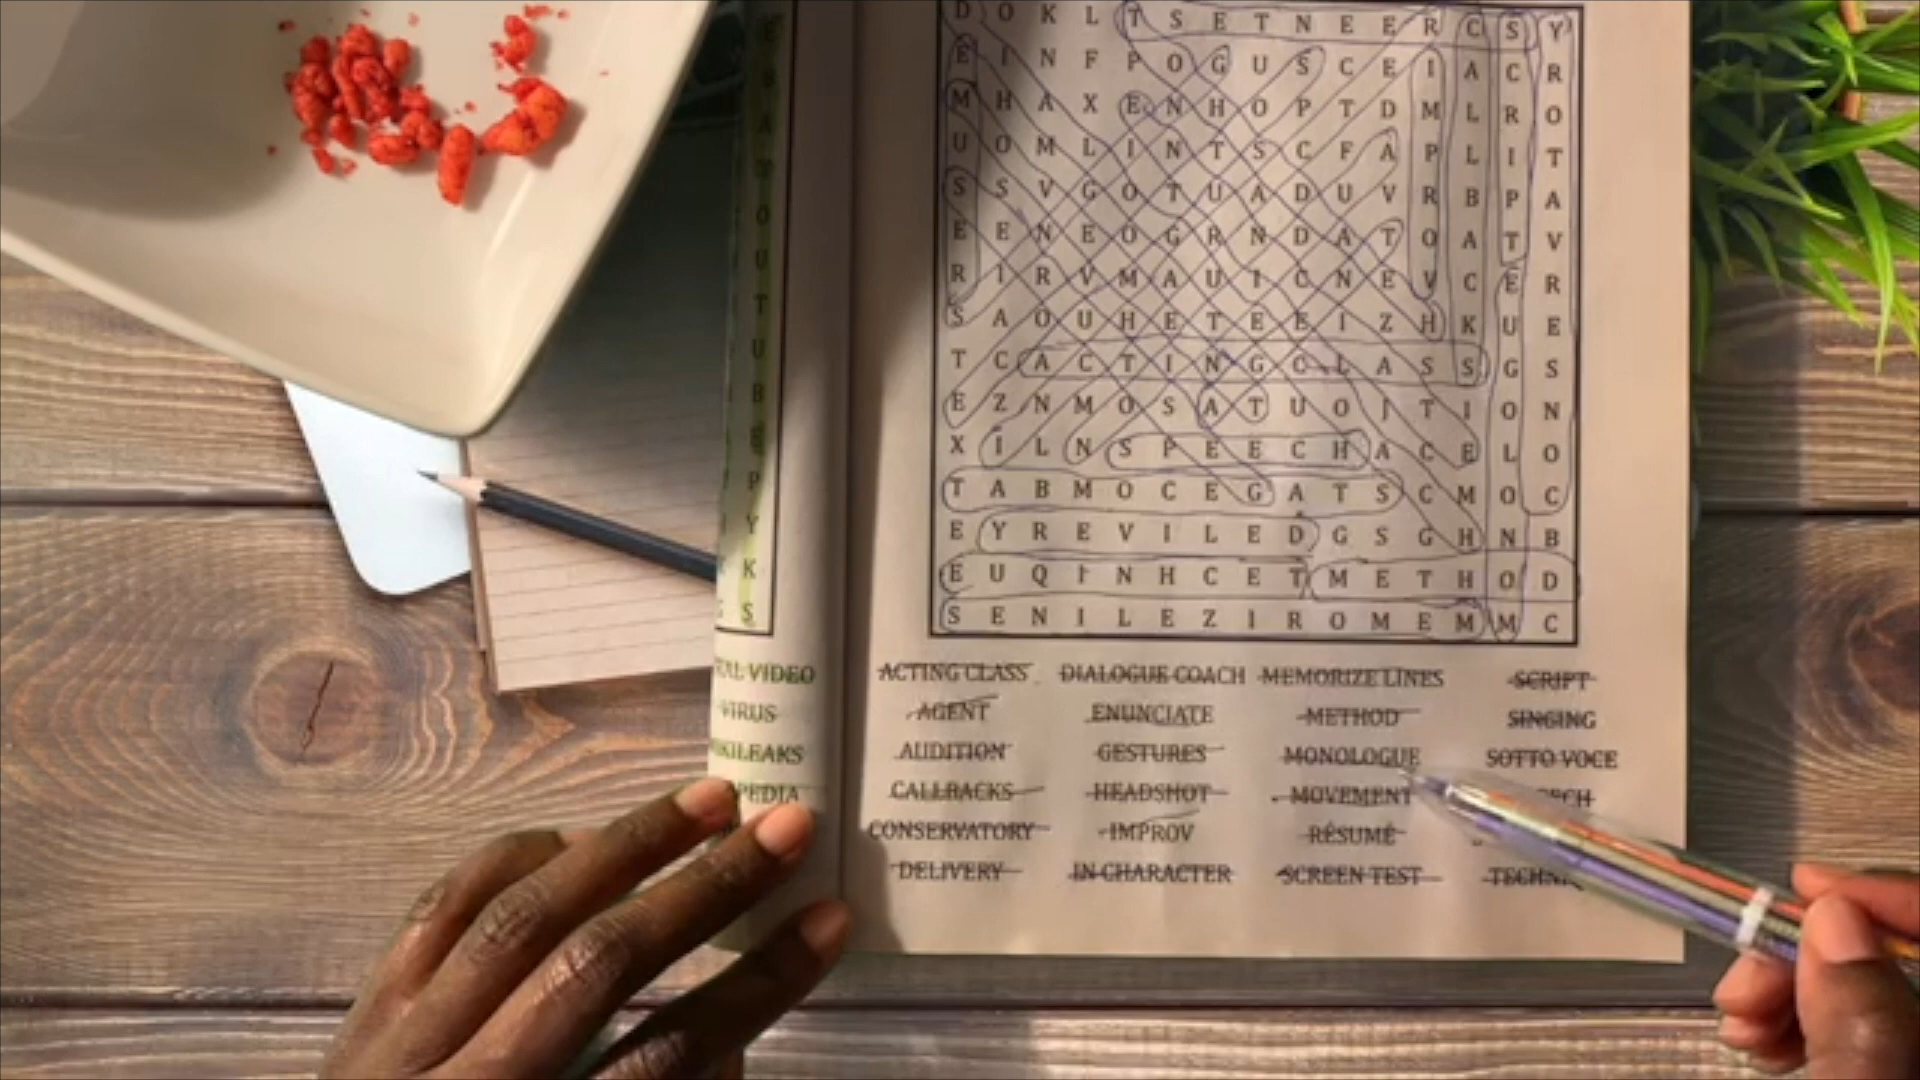 D O K L T S E T N E E R C S Y
E I N F P O G U S C E I A C R
M H A X E N H O P T D M L R O
U O M L I N T S C F A P L I T
S S V G O T U A D U V R B P A
E E N E O G R N D A T O A T V
R I R V M A U I C N E V C E R
S A O U H E T E E I Z H K U E
T C A C T I N G C L A S S G S
E Z N M O S A T U O J T I O N
X I L N S P E E C H A C E L O
T A B M O C E G A T S C M O C
E Y R E V I L E D G S G H N B
E U Q I N H C E T M E T H O D
S E N I L E Z I R O M E M M C
ACTING CLASS DIALOGUE COACH MEMORIZE LINES SCRIPT
AGENT ENUNCIATE METHOD SINGING
AUDITION GESTURES MONOLOGUE SOTTO VOCE
CALLBACKS HEADSHOT MOVEMENT
CONSERVATORY IMPROV RÉSUMÉ
DELIVERY IN CHARACTER SCREEN TEST
VIDEO
VIRUS
O
U
T
U
B
E
P
Y
K
S